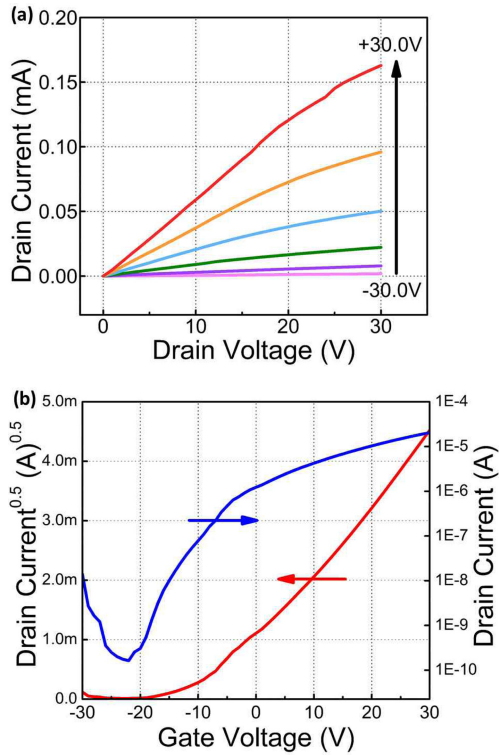 (a)
0.20
0.15
0.10
0.05
0.00
Drain Current (mA)
+30.0V
-30.0V
0 10 20 30
Drain Voltage (V)
(b)
5.0m
4.0m
3.0m
2.0m
1.0m
0.0
Drain Current^0.5 (A)^0.5
1E-4
1E-5
1E-6
1E-7
1E-8
1E-9
1E-10
Drain Current (A)
-30 -20 -10 0 10 20 30
Gate Voltage (V)